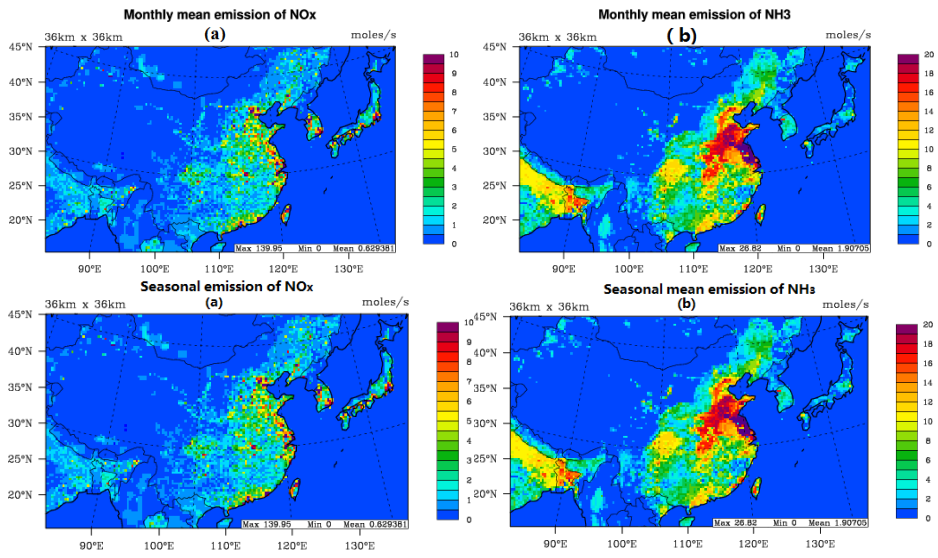 Monthly mean emission of NOx
36km x 36km (a) moles/s
45°N
40°N
35°N
30°N
25°N
20°N
10
9
8
7
6
5
4
3
2
1
0
Max 139.95 Min 0 Mean 0.629381
90°E 100°E 110°E 120°E 130°E
Monthly mean emission of NH3
36km x 36km (b) moles/s
45°N
40°N
35°N
30°N
25°N
20°N
20
18
16
14
12
10
8
6
4
2
0
Max 26.82 Min 0 Mean 1.90705
90°E 100°E 110°E 120°E 130°E
Seasonal emission of NOx
36km x 36km (a) moles/s
45°N
40°N
35°N
30°N
25°N
20°N
10
9
8
7
6
5
4
3
2
1
0
Max 139.95 Min 0 Mean 0.629381
90°E 100°E 110°E 120°E 130°E
Seasonal mean emission of NH₃
36km x 36km (b) moles/s
45°N
40°N
35°N
30°N
25°N
20°N
20
18
16
14
12
10
8
6
4
2
0
Max 26.82 Min 0 Mean 1.90705
90°E 100°E 110°E 120°E 130°E